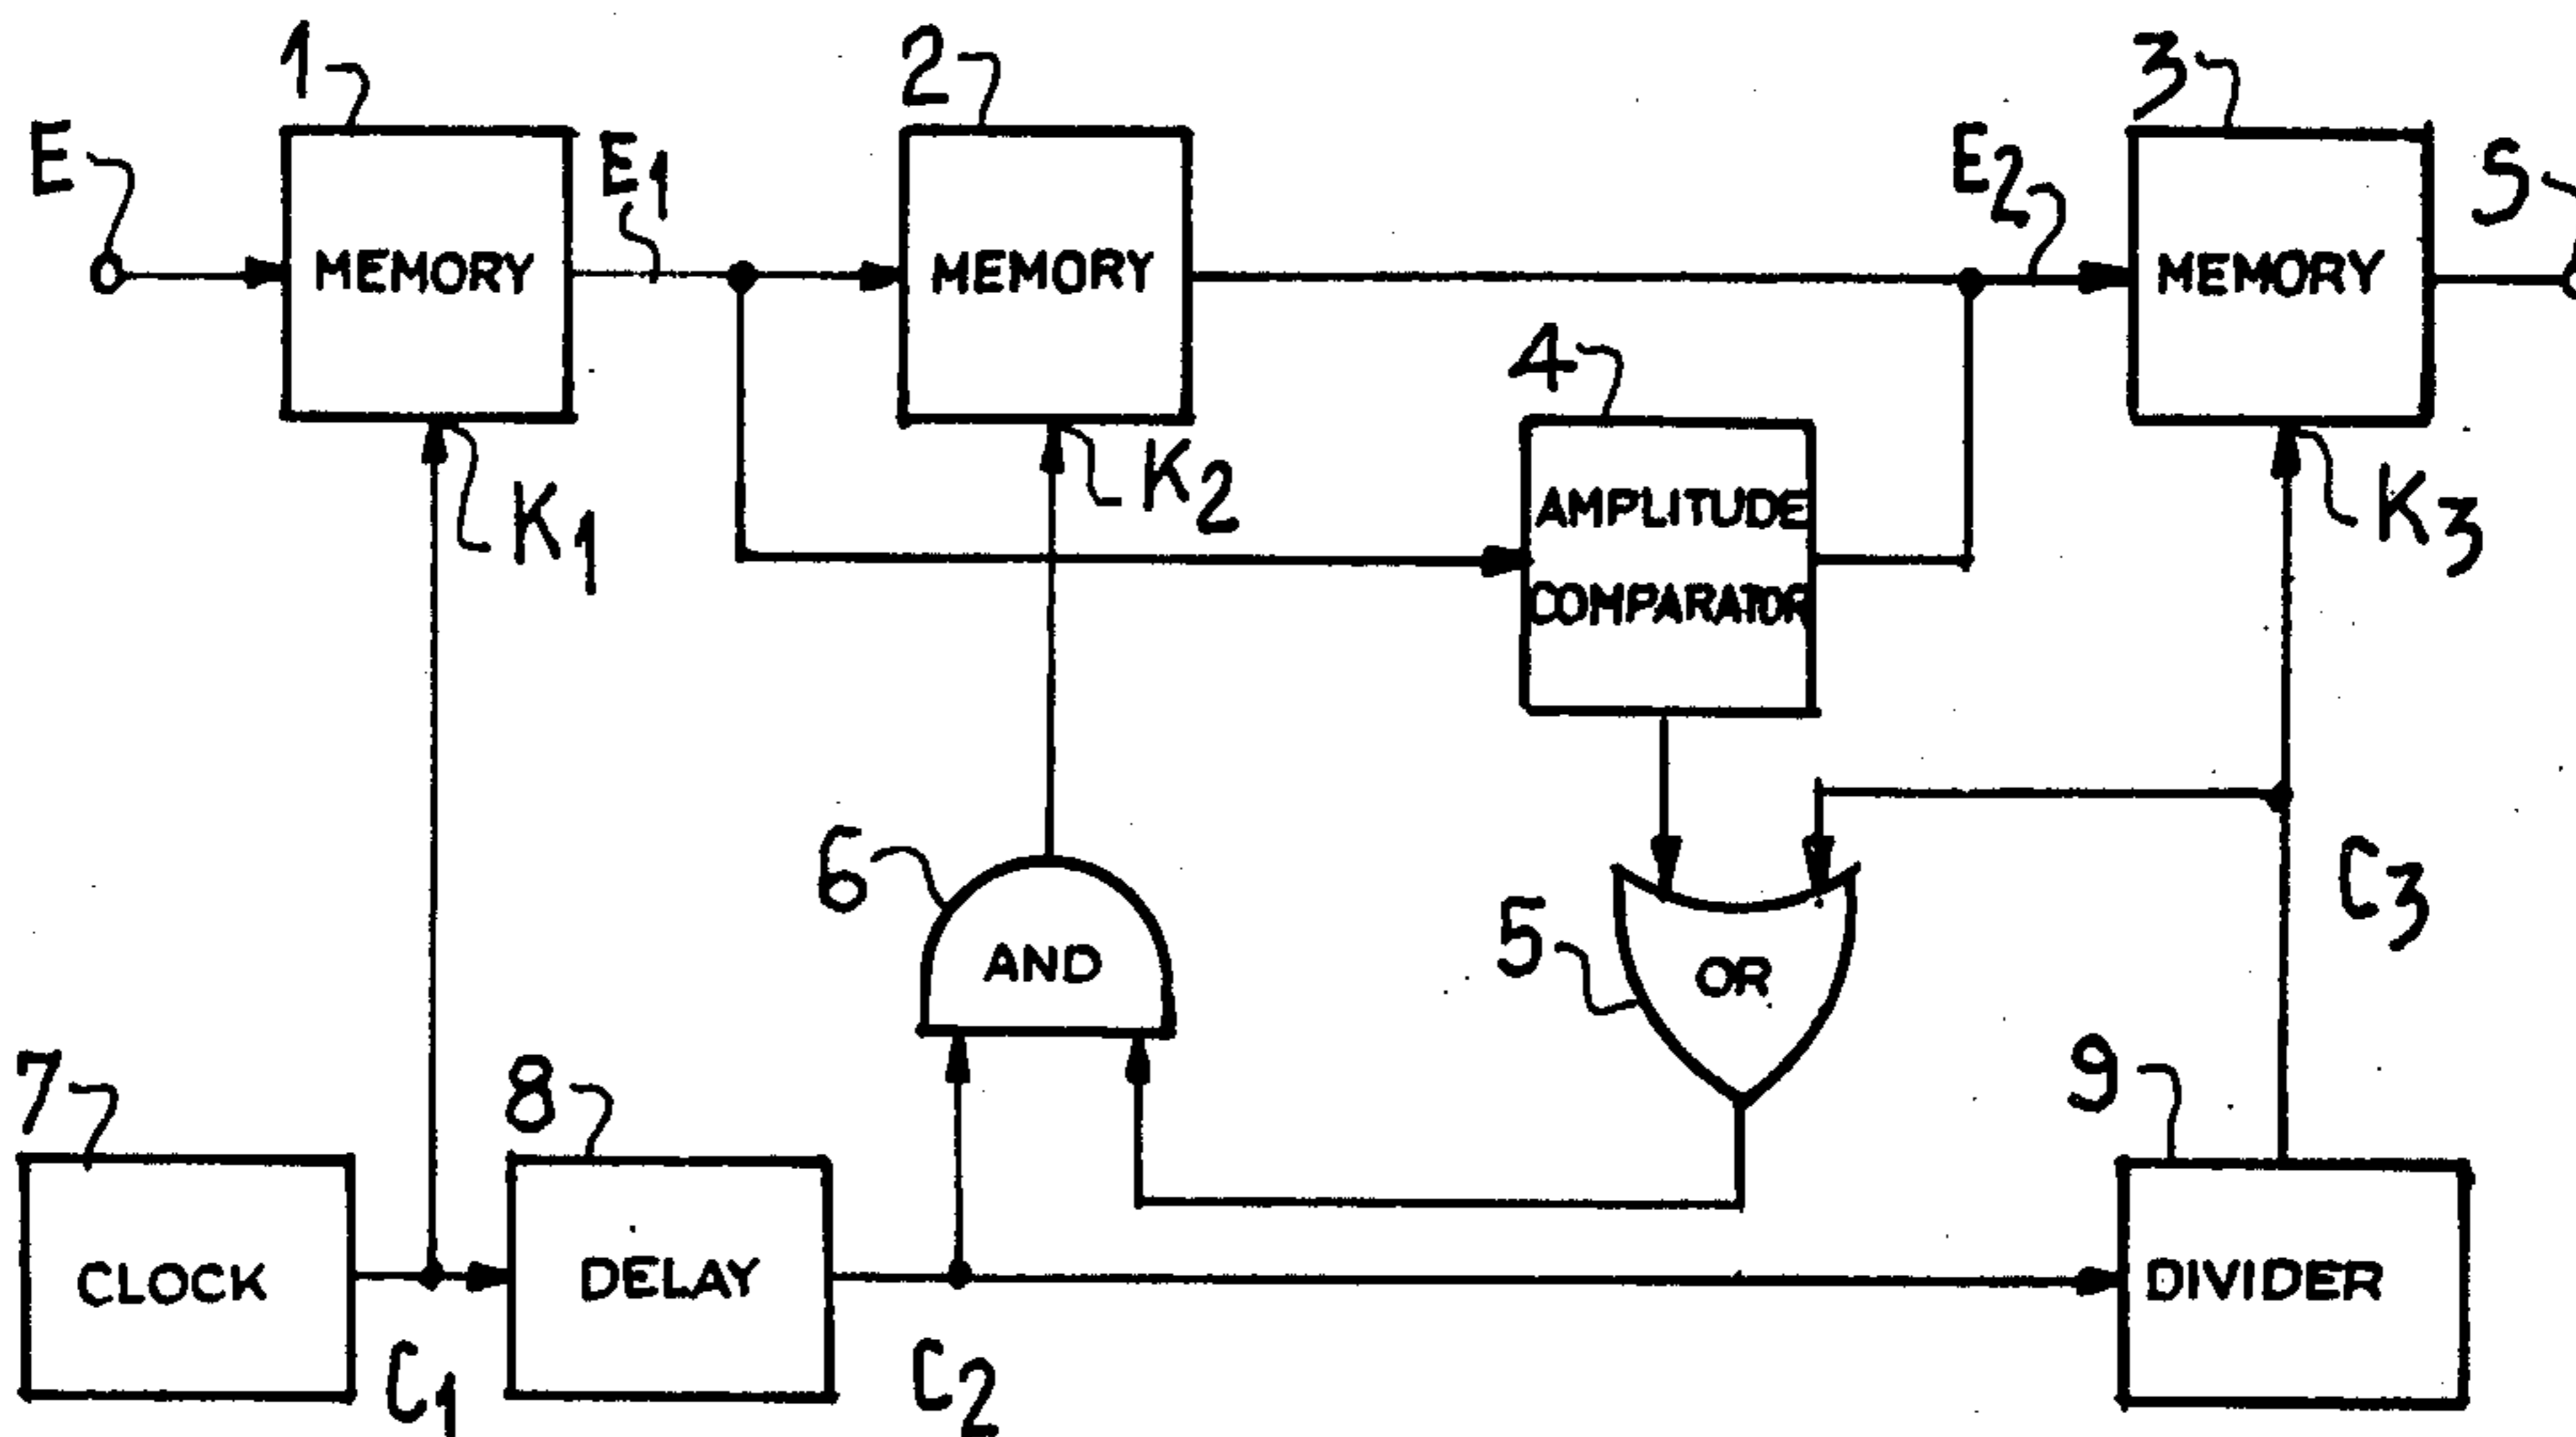 1
2
3
E
E1
E2
S
MEMORY
MEMORY
MEMORY
4
K1
K2
K3
AMPLITUDE
COMPARATOR
6
5
C3
AND
OR
7
8
9
CLOCK
DELAY
DIVIDER
C1
C2